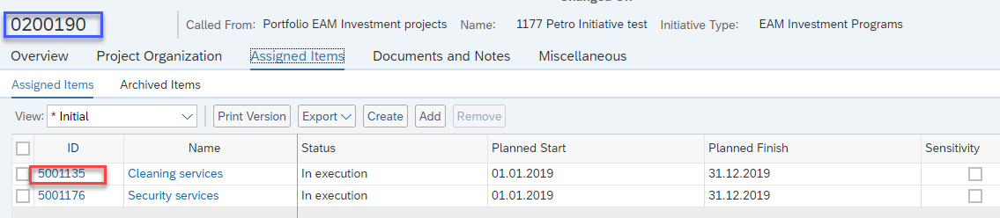 0200190 Called From: Portfolio EAM Investment projects Name: 1177 Petro Initiative test Initiative Type: EAM Investment Programs
Overview Project Organization Assigned Items Documents and Notes Miscellaneous
Assigned Items Archived Items
View: * Initial Print Version Export Create Add Remove
ID Name Status Planned Start Planned Finish Sensitivity
5001135 Cleaning services In execution 01.01.2019 31.12.2019
5001176 Security services In execution 01.01.2019 31.12.2019